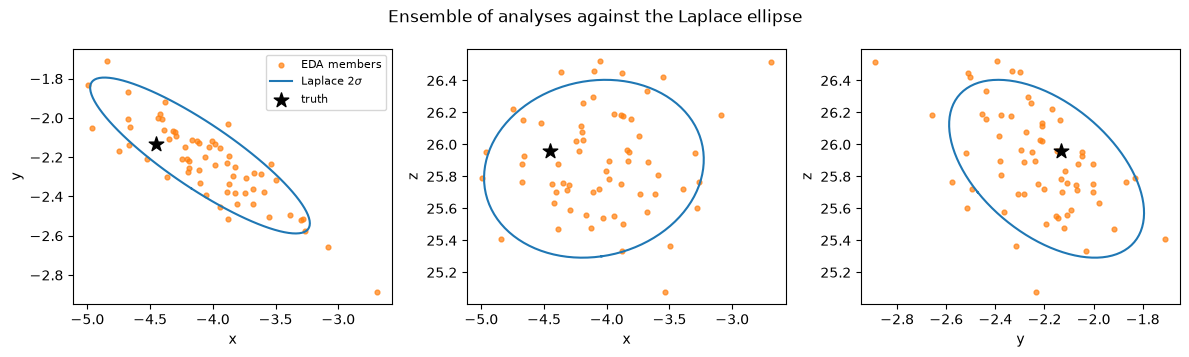 Ensemble of analyses against the Laplace ellipse
EDA members
Laplace 2σ
truth
−1.8
−2.0
−2.2
−2.4
−2.6
−2.8
y
−5.0 −4.5 −4.0 −3.5 −3.0
x
26.4
26.2
26.0
25.8
25.6
25.4
25.2
z
−5.0 −4.5 −4.0 −3.5 −3.0
x
26.4
26.2
26.0
25.8
25.6
25.4
25.2
z
−2.8 −2.6 −2.4 −2.2 −2.0 −1.8
y